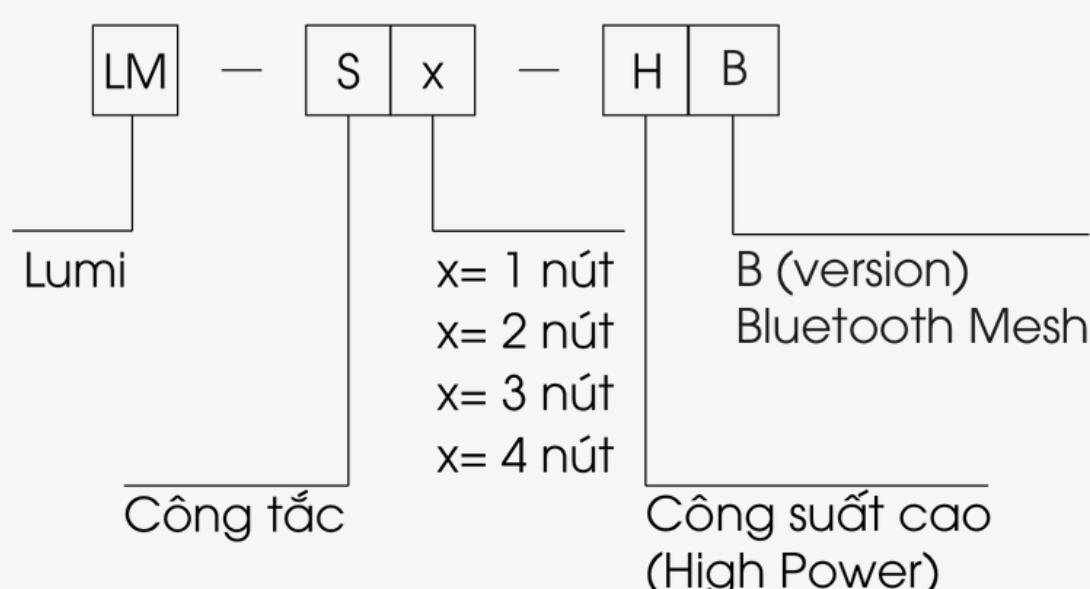 LM — S x — H B
Lumi
x= 1 nút
x= 2 nút
x= 3 nút
x= 4 nút
B (version)
Bluetooth Mesh
Công tắc
Công suất cao
(High Power)